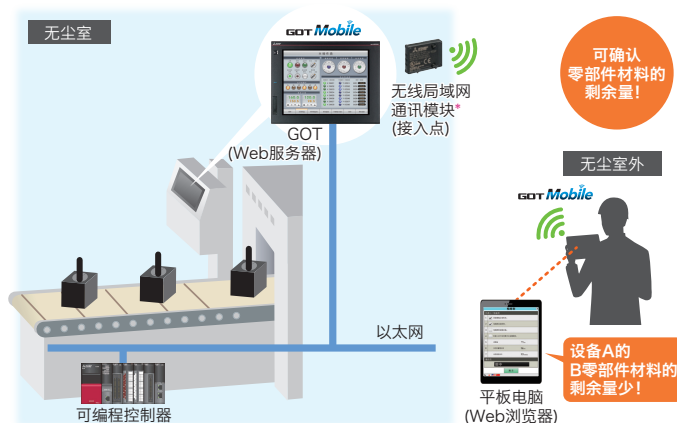 无尘室
GOT Mobile
无线局域网
通讯模块*
(接入点)
GOT
(Web服务器)
可确认
零部件材料的
剩余量！
无尘室外
GOT Mobile
以太网
可编程控制器
平板电脑
(Web浏览器)
设备A的
B零部件材料的
剩余量少！